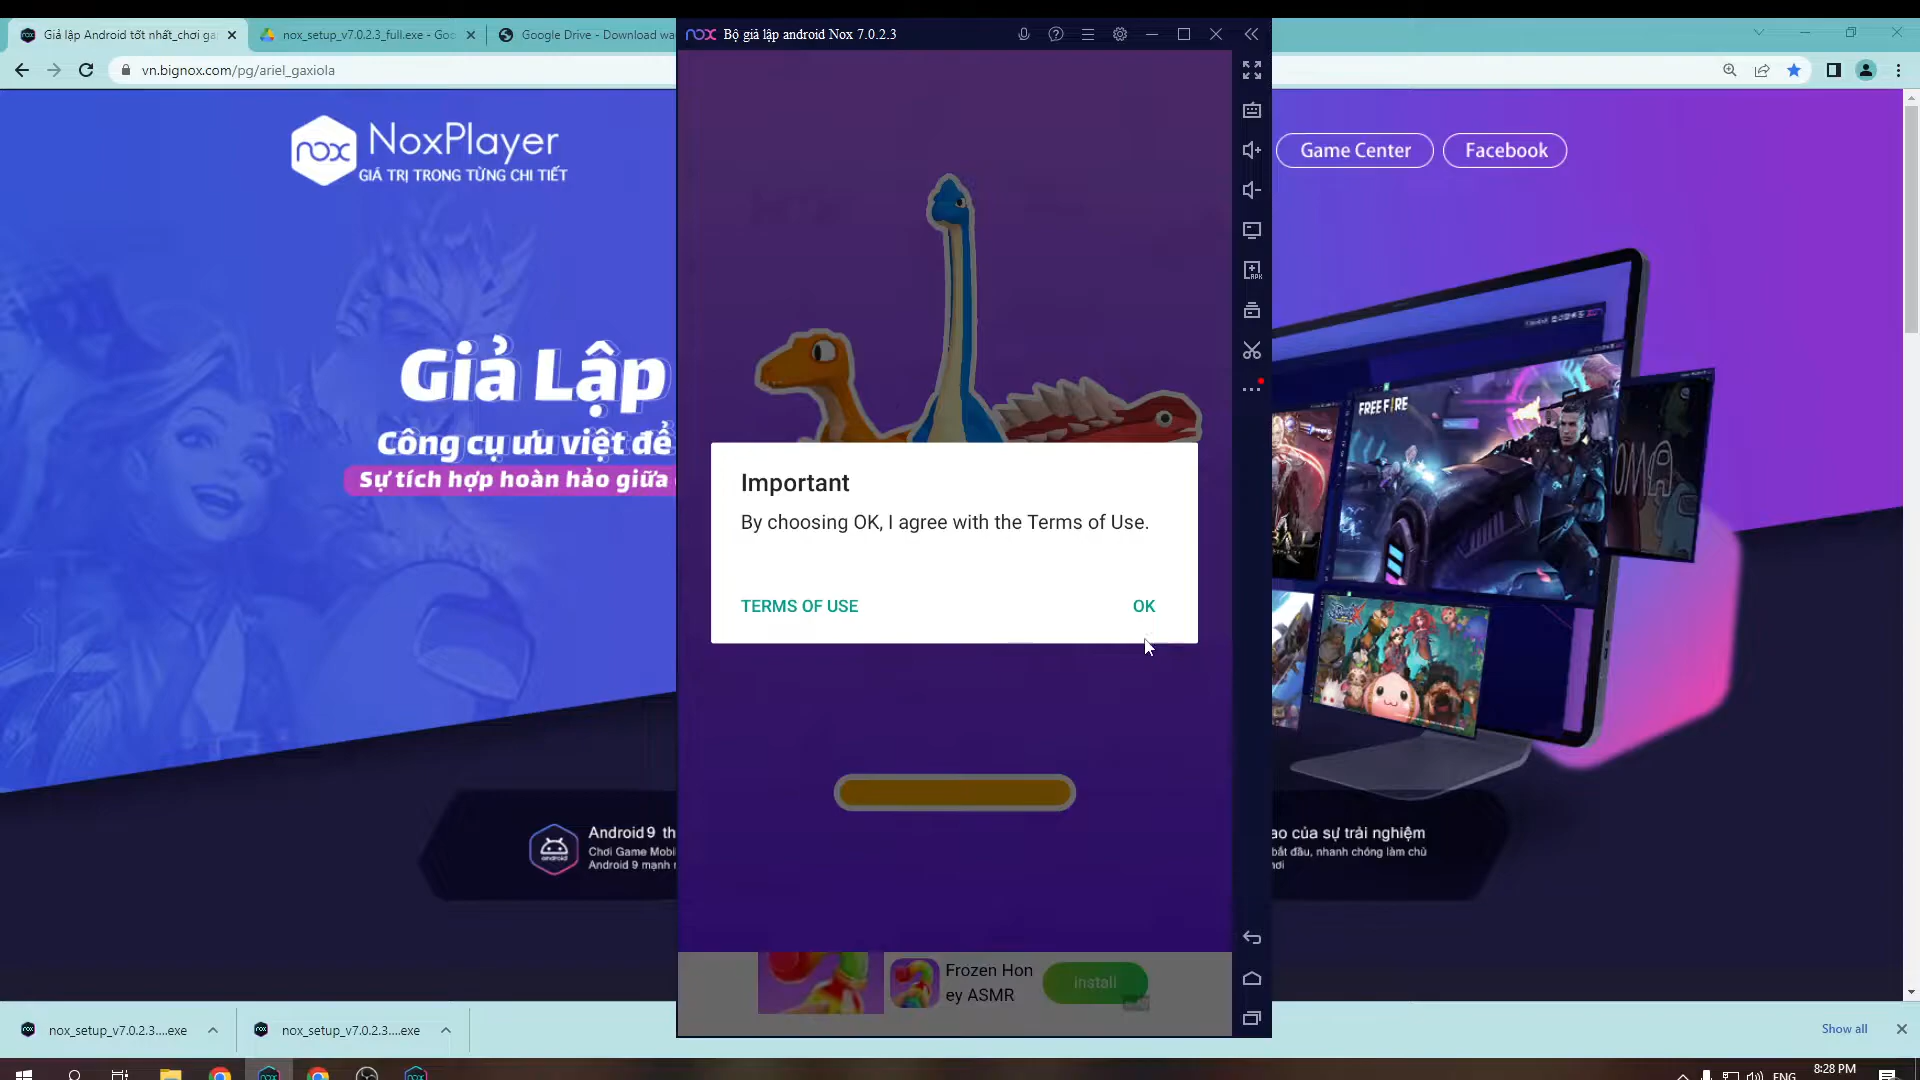 Giả lập Android tốt nhất_chơi ga
nox_setup_v7.0.2.3_full.exe - Goo
Google Drive - Download wa
nox Bộ giả lập android Nox 7.0.2.3
vn.bignox.com/pg/ariel_gaxiola
nox NoxPlayer
GIÁ TRỊ TRONG TỪNG CHI TIẾT
Game Center
Facebook
Giả Lập
Công cụ ưu việt để
Sự tích hợp hoàn hảo giữa
FREE FIRE
Important
By choosing OK, I agree with the Terms of Use.
TERMS OF USE
OK
Android 9 th
Chơi Game Mobi
Android 9 mạnh
ao của sự trải nghiệm
bắt đầu, nhanh chóng làm chủ
Frozen Hon
ey ASMR
install
nox_setup_v7.0.2.3....exe
nox_setup_v7.0.2.3....exe
Show all
ENG
8:28 PM